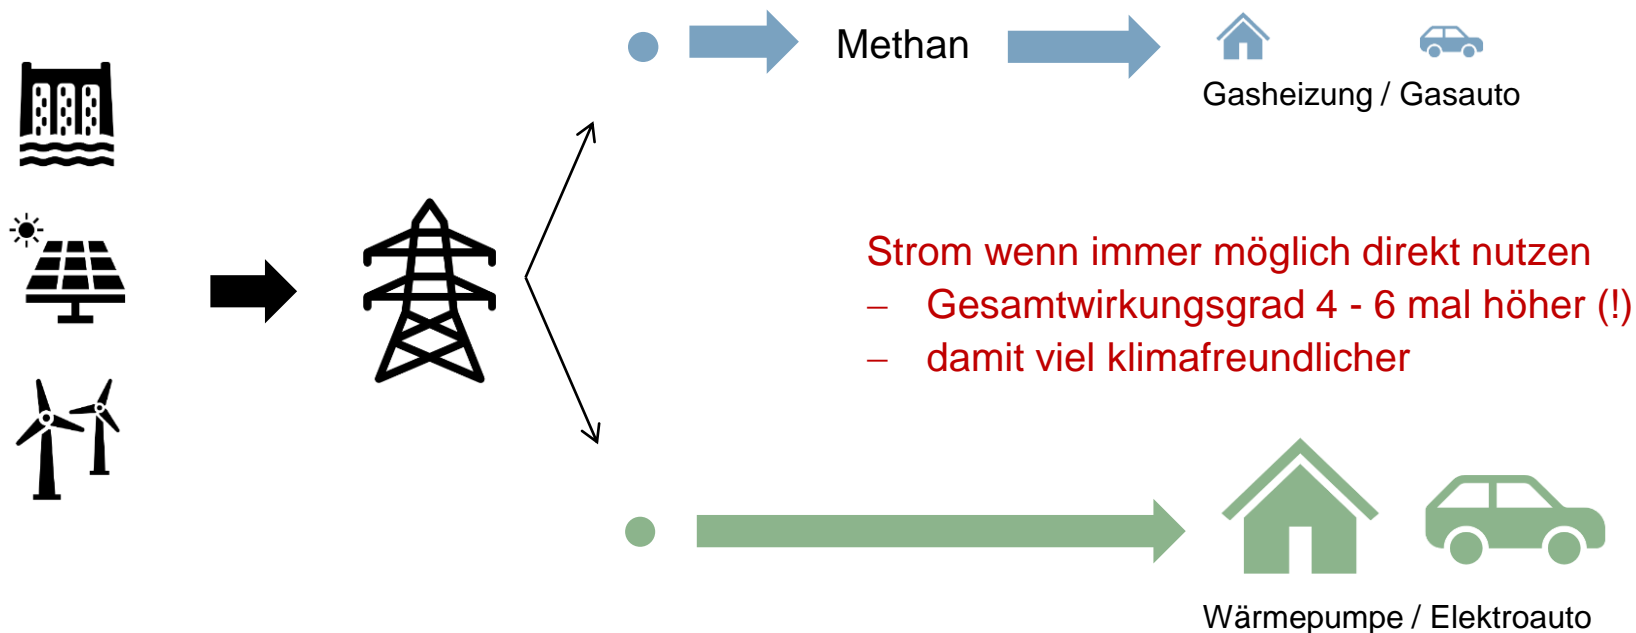 Methan
Gasheizung / Gasauto
Strom wenn immer möglich direkt nutzen
– Gesamtwirkungsgrad 4 - 6 mal höher (!)
– damit viel klimafreundlicher
Wärmepumpe / Elektroauto